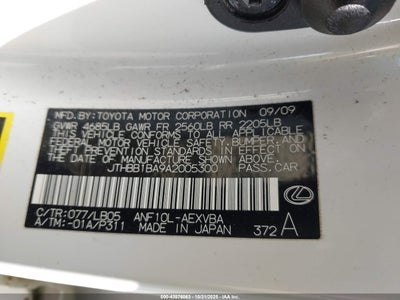 MFD. BY: TOYOTA MOTOR CORPORATION 09/09
GVWR 4685LB GAWR FR 2560LB RR 2205LB
THIS VEHICLE CONFORMS TO ALL APPLICABLE
FEDERAL MOTOR VEHICLE SAFETY, BUMPER, AND
THEFT PREVENTION STANDARDS IN EFFECT ON
THE DATE OF MANUFACTURE SHOWN ABOVE.
JTHBB1BA9A2005300 PASS. CAR
C/TR: 077/LB05 ANF10L-AEXVBA
A/TM: -01A/P311 MADE IN JAPAN 372 A